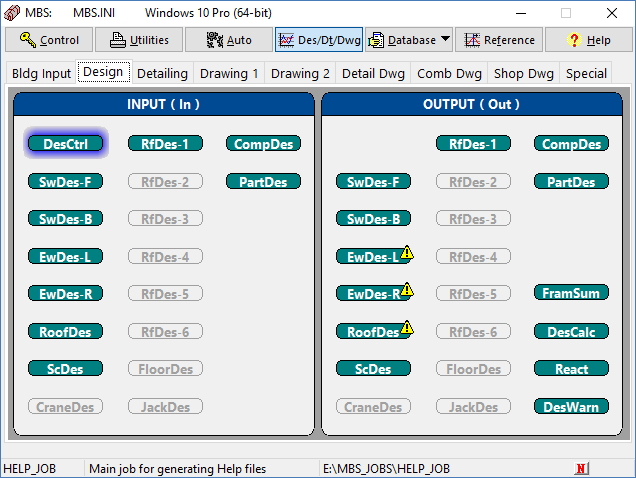 MBS: MBS.INI Windows 10 Pro (64-bit)
Control Utilities Auto Des/Dt/Dwg Database Reference ? Help
Bldg Input Design Detailing Drawing 1 Drawing 2 Detail Dwg Comb Dwg Shop Dwg Special
INPUT ( In ) OUTPUT ( Out )
DesCtrl RfDes-1 CompDes RfDes-1 CompDes
SwDes-F RfDes-2 PartDes SwDes-F RfDes-2 PartDes
SwDes-B RfDes-3 SwDes-B RfDes-3
EwDes-L RfDes-4 EwDes-L RfDes-4
EwDes-R RfDes-5 EwDes-R RfDes-5 FramSum
RoofDes RfDes-6 RoofDes RfDes-6 DesCalc
ScDes FloorDes ScDes FloorDes React
CraneDes JackDes CraneDes JackDes DesWarn
HELP_JOB Main job for generating Help files E:\MBS_JOBS\HELP_JOB N